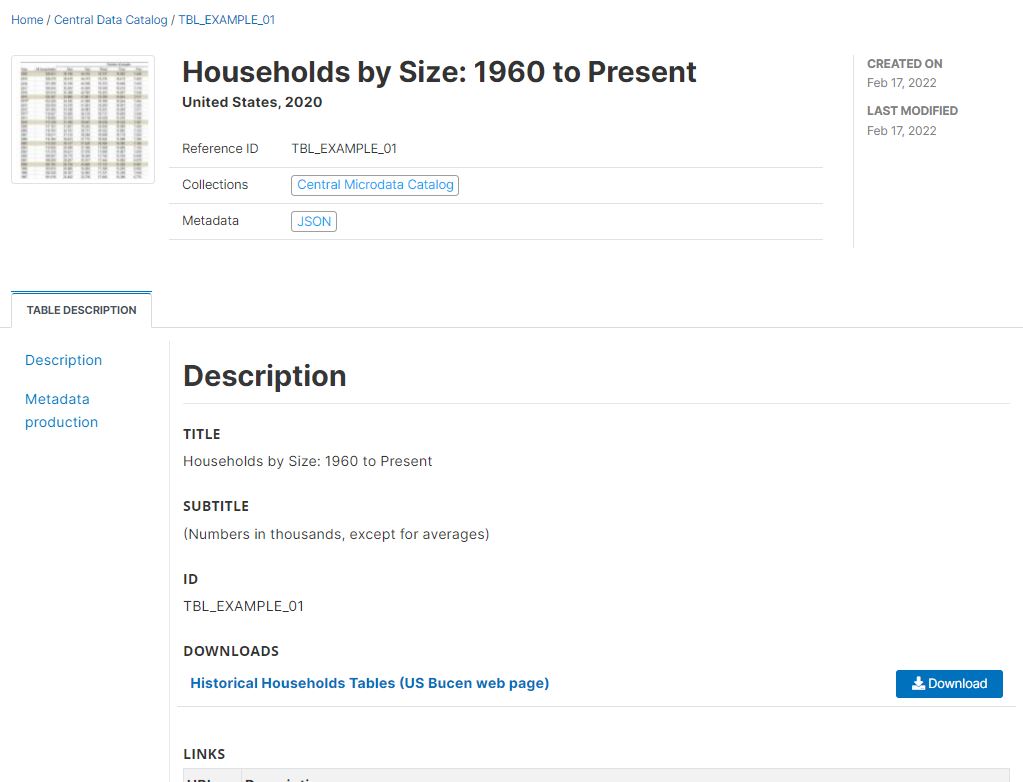 Home / Central Data Catalog / TBL_EXAMPLE_01
Households by Size: 1960 to Present
United States, 2020
Reference ID TBL_EXAMPLE_01
Collections Central Microdata Catalog
Metadata JSON
CREATED ON
Feb 17, 2022
LAST MODIFIED
Feb 17, 2022
TABLE DESCRIPTION
Description
Metadata
production
Description
TITLE
Households by Size: 1960 to Present
SUBTITLE
(Numbers in thousands, except for averages)
ID
TBL_EXAMPLE_01
DOWNLOADS
Historical Households Tables (US Bucen web page) Download
LINKS